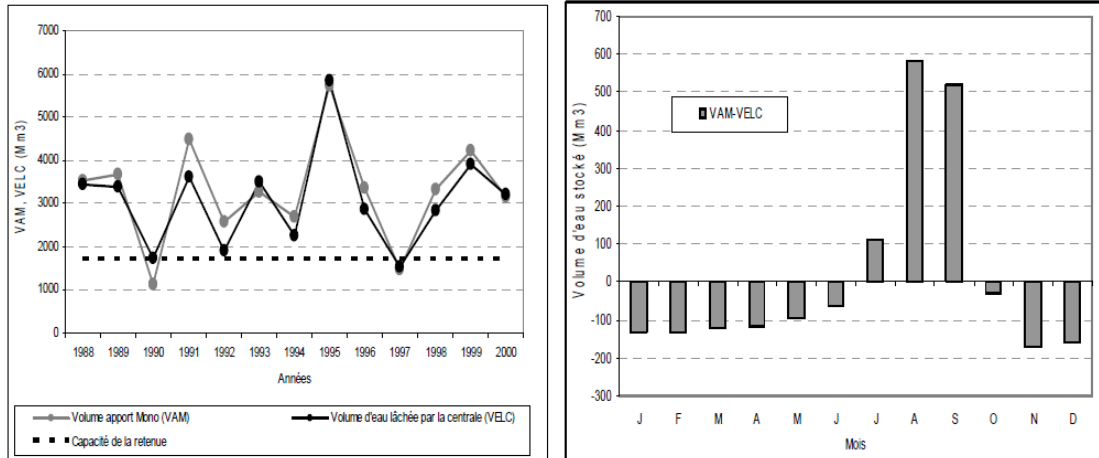 7000
6000
5000
4000
3000
2000
1000
0
VAM, VELC (Mm3)
1988 1989 1990 1991 1992 1993 1994 1995 1996 1997 1998 1999 2000
Années
Volume apport Mono (VAM)
Volume d'eau lâchée par la centrale (VELC)
Capacité de la retenue
700
600
500
400
300
200
100
0
-100
-200
-300
Volume d'eau stocké (Mm3)
VAM-VELC
J F M A M J J A S O N D
Mois